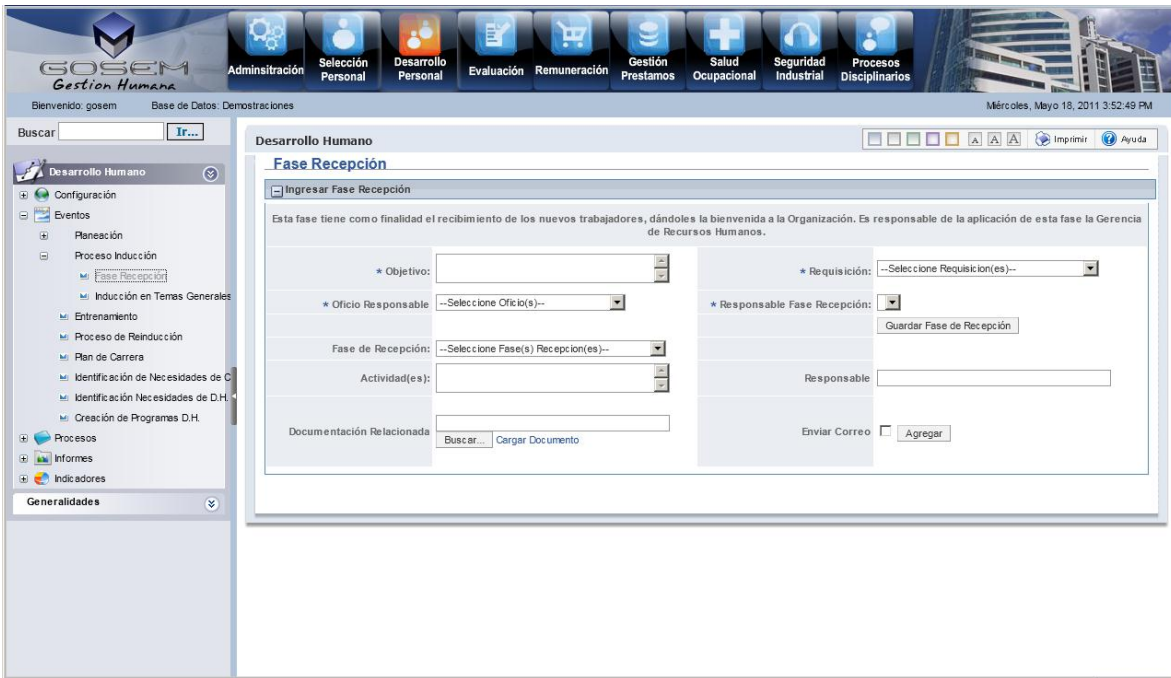 GOSEM
Gestion Humana
Adminsitración
Selección Personal
Desarrollo Personal
Evaluación
Remuneración
Gestión Prestamos
Salud Ocupacional
Seguridad Industrial
Procesos Disciplinarios
Bienvenido: gosem Base de Datos: Demostraciones Miércoles, Mayo 18, 2011 3:52:49 PM
Buscar Ir...
Desarrollo Humano
Configuración
Eventos
Planeación
Proceso Inducción
Fase Recepción
Inducción en Temas Generales
Entrenamiento
Proceso de Reinducción
Plan de Carrera
Identificación de Necesidades de C
Identificación Necesidades de D.H.
Creación de Programas D.H.
Procesos
Informes
Indicadores
Generalidades
Desarrollo Humano A A A Imprimir Ayuda
Fase Recepción
Ingresar Fase Recepción
Esta fase tiene como finalidad el recibimiento de los nuevos trabajadores, dándoles la bienvenida a la Organización. Es responsable de la aplicación de esta fase la Gerencia
de Recursos Humanos.
* Objetivo: * Requisición: --Seleccione Requisicion(es)--
* Oficio Responsable --Seleccione Oficio(s)-- * Responsable Fase Recepción:
Guardar Fase de Recepción
Fase de Recepción: --Seleccione Fase(s) Recepcion(es)--
Actividad(es): Responsable
Documentación Relacionada Buscar... Cargar Documento Enviar Correo Agregar